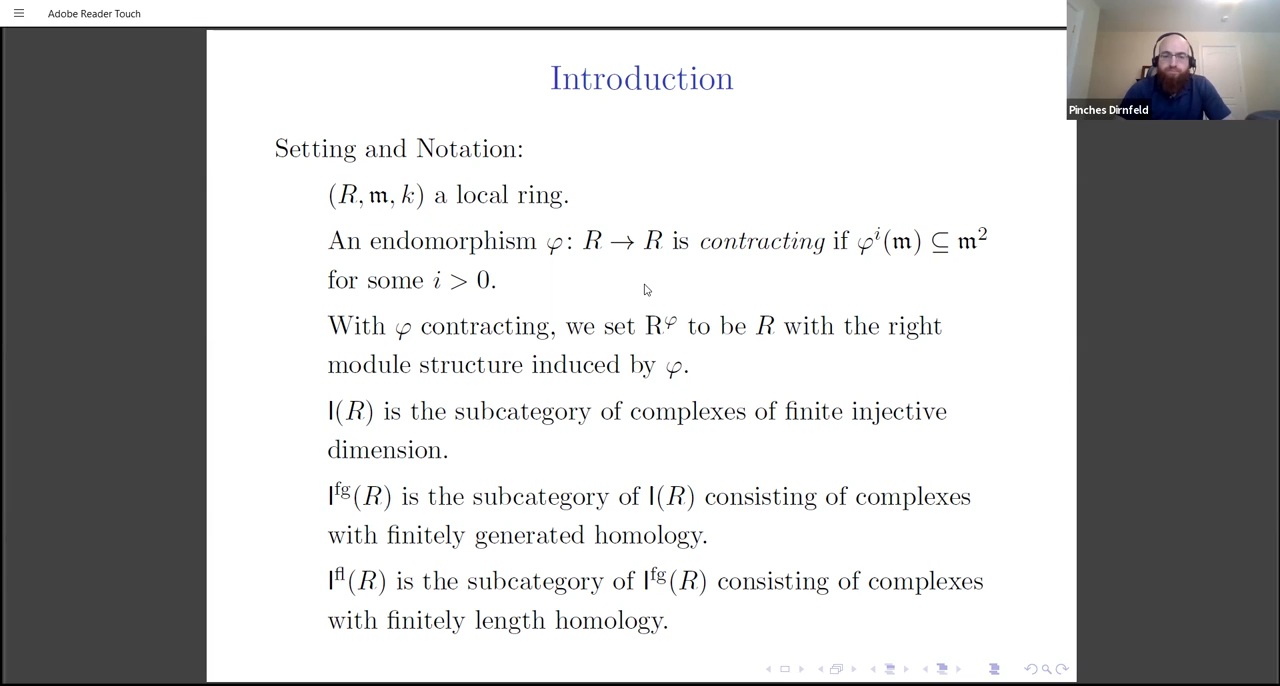 Adobe Reader Touch
Pinches Dirnfeld
Introduction
Setting and Notation:
(R, 𝔪, k) a local ring.
An endomorphism φ: R → R is contracting if φⁱ(𝔪) ⊆ 𝔪²
for some i > 0.
With φ contracting, we set R^φ to be R with the right
module structure induced by φ.
I(R) is the subcategory of complexes of finite injective
dimension.
I^fg(R) is the subcategory of I(R) consisting of complexes
with finitely generated homology.
I^fl(R) is the subcategory of I^fg(R) consisting of complexes
with finitely length homology.